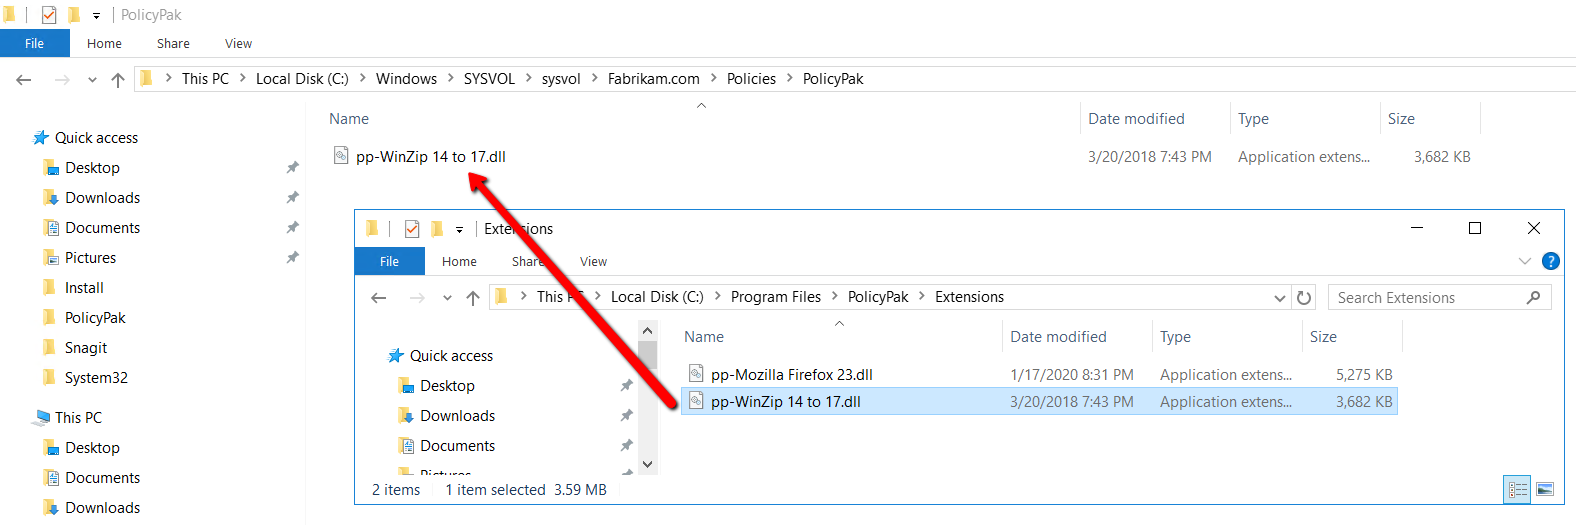 PolicyPak
File Home Share View
This PC Local Disk (C:) Windows SYSVOL sysvol Fabrikam.com Policies PolicyPak
Name Date modified Type Size
pp-WinZip 14 to 17.dll 3/20/2018 7:43 PM Application extens... 3,682 KB
Quick access
Desktop
Downloads
Documents
Pictures
Install
PolicyPak
Snagit
System32
This PC
Desktop
Documents
Downloads
Extensions
File Home Share View
This PC Local Disk (C:) Program Files PolicyPak Extensions Search Extensions
Name Date modified Type Size
pp-Mozilla Firefox 23.dll 1/17/2020 8:31 PM Application extens... 5,275 KB
pp-WinZip 14 to 17.dll 3/20/2018 7:43 PM Application extens... 3,682 KB
Quick access
Desktop
Downloads
Documents
Pictures
2 items 1 item selected 3.59 MB